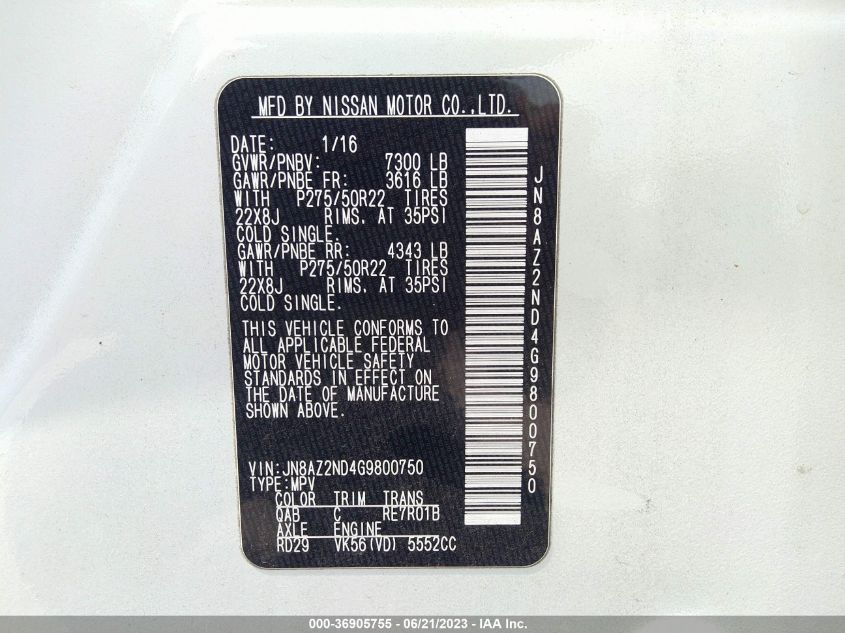 MFD BY NISSAN MOTOR CO.,LTD.
DATE: 1/16
GVWR/PNBV: 7300 LB
GAWR/PNBE FR: 3616 LB
WITH P275/50R22 TIRES
22X8J RIMS. AT 35PSI
COLD SINGLE.
GAWR/PNBE RR: 4343 LB
WITH P275/50R22 TIRES
22X8J RIMS. AT 35PSI
COLD SINGLE.
THIS VEHICLE CONFORMS TO
ALL APPLICABLE FEDERAL
MOTOR VEHICLE SAFETY
STANDARDS IN EFFECT ON
THE DATE OF MANUFACTURE
SHOWN ABOVE.
VIN:JN8AZ2ND4G9800750
TYPE:MPV
COLOR TRIM TRANS
QAB C RE7R01B
AXLE ENGINE
RD29 VK56(VD) 5552CC
JN8AZ2ND4G9800750
000-36905755 - 06/21/2023 - IAA Inc.